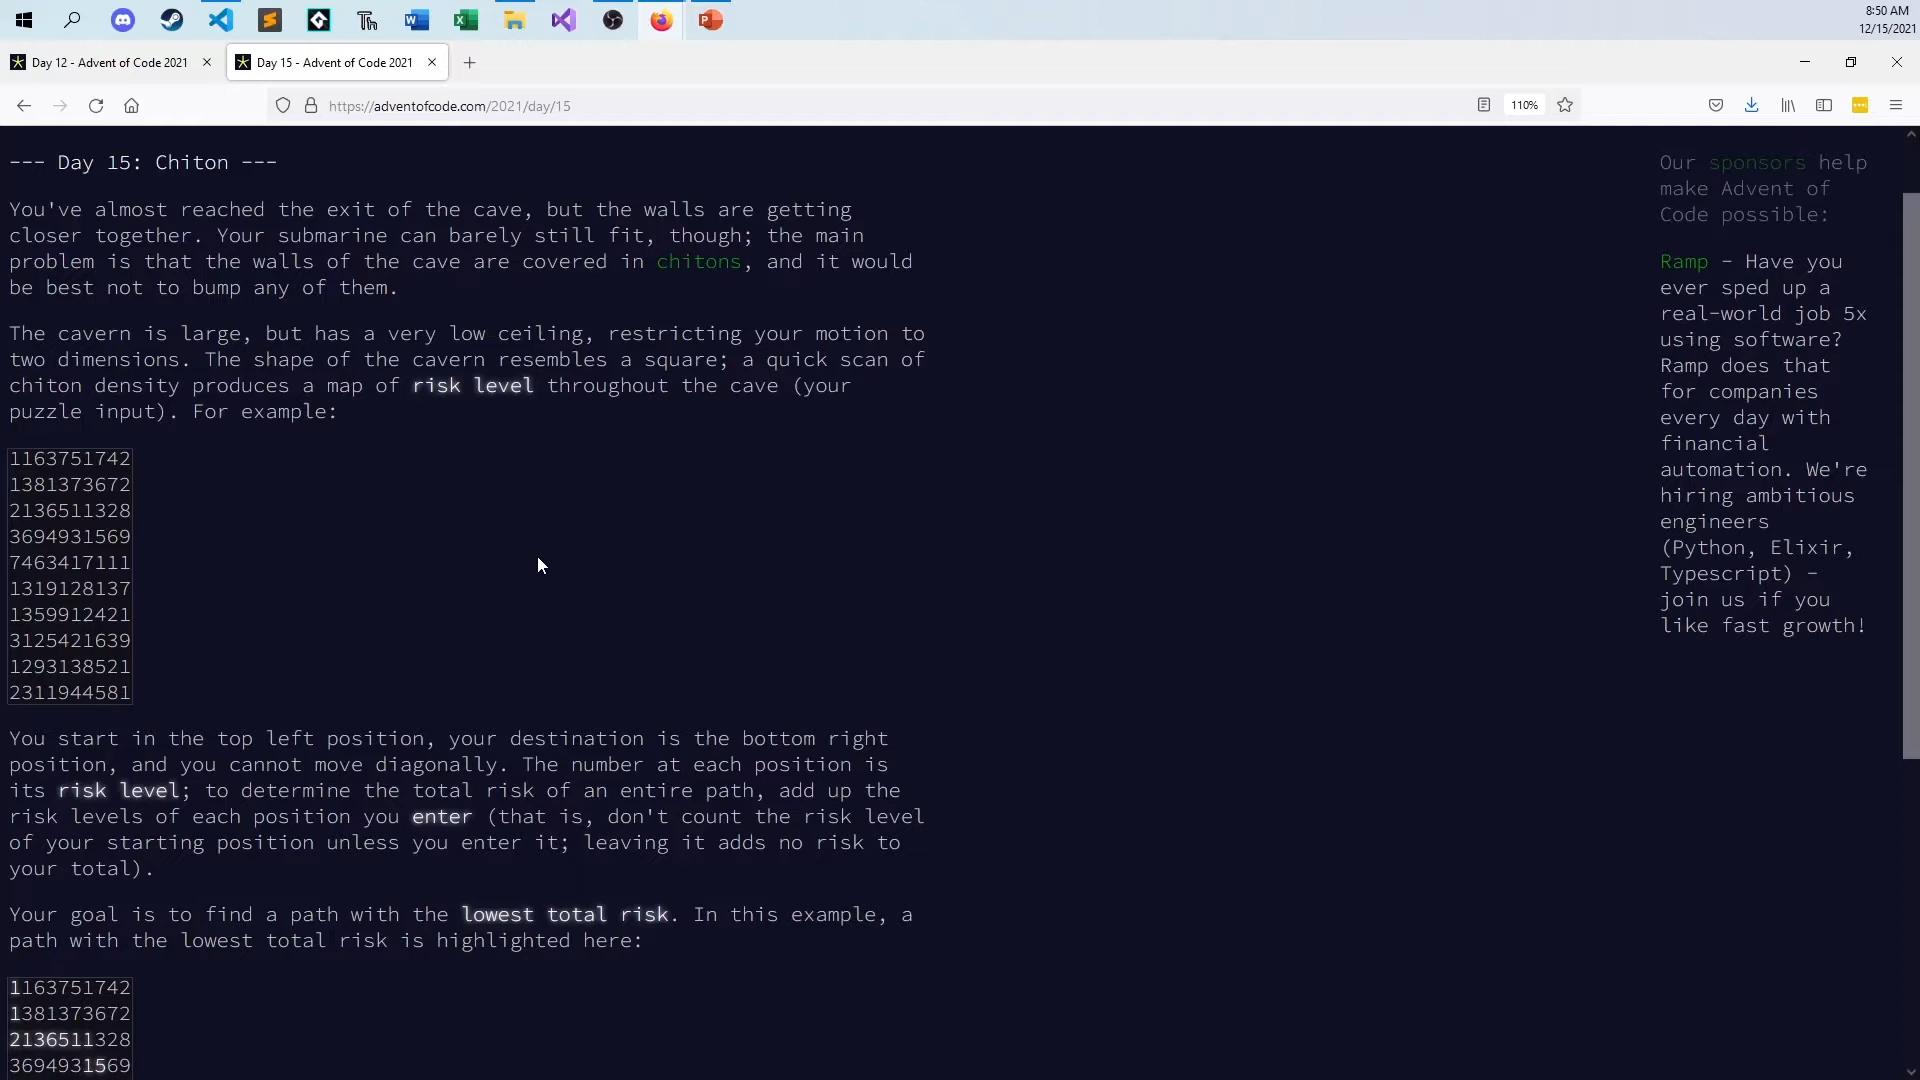 8:50 AM
12/15/2021
Day 12 - Advent of Code 2021
Day 15 - Advent of Code 2021
https://adventofcode.com/2021/day/15
110%
--- Day 15: Chiton ---
You've almost reached the exit of the cave, but the walls are getting
closer together. Your submarine can barely still fit, though; the main
problem is that the walls of the cave are covered in chitons, and it would
be best not to bump any of them.
The cavern is large, but has a very low ceiling, restricting your motion to
two dimensions. The shape of the cavern resembles a square; a quick scan of
chiton density produces a map of risk level throughout the cave (your
puzzle input). For example:
1163751742
1381373672
2136511328
3694931569
7463417111
1319128137
1359912421
3125421639
1293138521
2311944581
You start in the top left position, your destination is the bottom right
position, and you cannot move diagonally. The number at each position is
its risk level; to determine the total risk of an entire path, add up the
risk levels of each position you enter (that is, don't count the risk level
of your starting position unless you enter it; leaving it adds no risk to
your total).
Your goal is to find a path with the lowest total risk. In this example, a
path with the lowest total risk is highlighted here:
1163751742
1381373672
2136511328
3694931569
Our sponsors help
make Advent of
Code possible:
Ramp - Have you
ever sped up a
real-world job 5x
using software?
Ramp does that
for companies
every day with
financial
automation. We're
hiring ambitious
engineers
(Python, Elixir,
Typescript) -
join us if you
like fast growth!